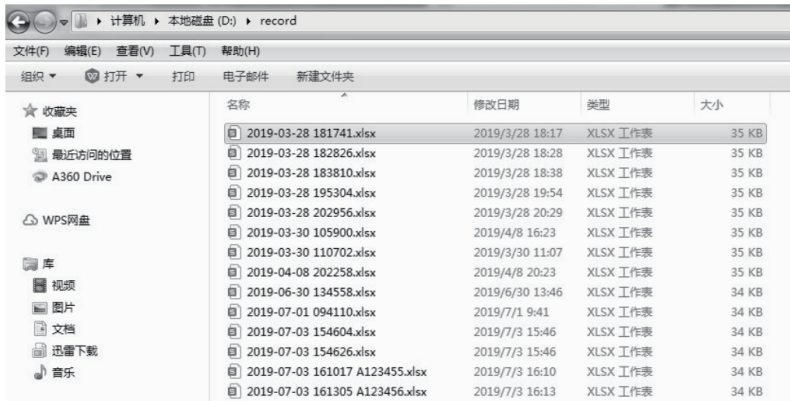 计算机 ▸ 本地磁盘 (D:) ▸ record
文件(F) 编辑(E) 查看(V) 工具(T) 帮助(H)
组织 打开 打印 电子邮件 新建文件夹
收藏夹
桌面
最近访问的位置
A360 Drive
WPS网盘
库
视频
图片
文档
迅雷下载
音乐
名称 修改日期 类型 大小
2019-03-28 181741.xlsx 2019/3/28 18:17 XLSX 工作表 35 KB
2019-03-28 182826.xlsx 2019/3/28 18:28 XLSX 工作表 35 KB
2019-03-28 183810.xlsx 2019/3/28 18:38 XLSX 工作表 35 KB
2019-03-28 195304.xlsx 2019/3/28 19:54 XLSX 工作表 35 KB
2019-03-28 202956.xlsx 2019/3/28 20:29 XLSX 工作表 35 KB
2019-03-30 105900.xlsx 2019/4/8 16:23 XLSX 工作表 35 KB
2019-03-30 110702.xlsx 2019/3/30 11:07 XLSX 工作表 35 KB
2019-04-08 202258.xlsx 2019/4/8 20:23 XLSX 工作表 35 KB
2019-06-30 134558.xlsx 2019/6/30 13:46 XLSX 工作表 34 KB
2019-07-01 094110.xlsx 2019/7/1 9:41 XLSX 工作表 34 KB
2019-07-03 154604.xlsx 2019/7/3 15:46 XLSX 工作表 34 KB
2019-07-03 154626.xlsx 2019/7/3 15:46 XLSX 工作表 34 KB
2019-07-03 161017 A123455.xlsx 2019/7/3 16:10 XLSX 工作表 34 KB
2019-07-03 161305 A123456.xlsx 2019/7/3 16:13 XLSX 工作表 34 KB